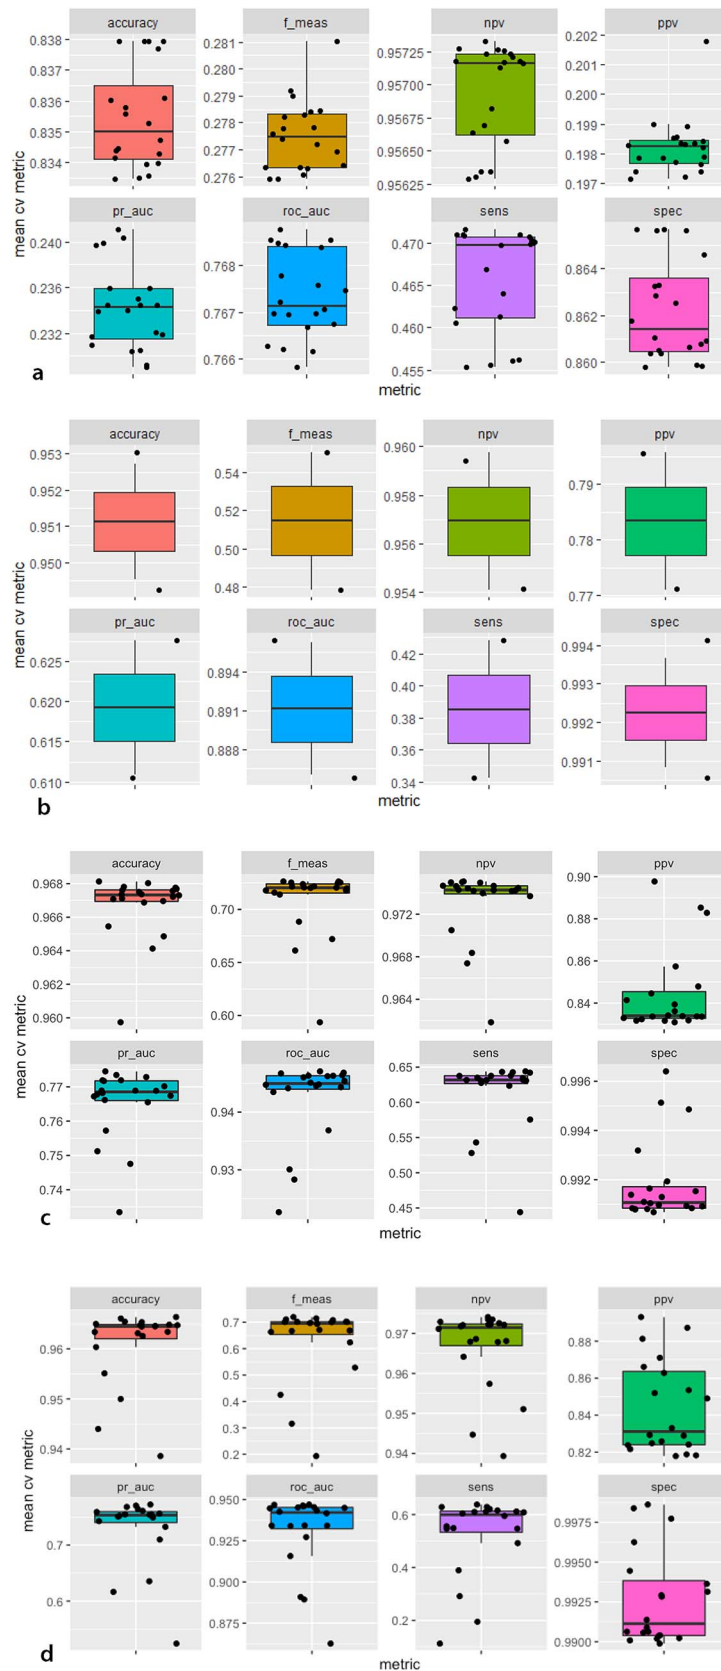 accuracy f_meas npv ppv
0.838 0.281 0.95725 0.202
0.837 0.280 0.95700 0.201
0.836 0.279 0.95675 0.200
0.835 0.278 0.95650 0.199
0.834 0.277 0.95625 0.198
0.276 0.197
mean cv metric
pr_auc roc_auc sens spec
0.240 0.768 0.470 0.864
0.236 0.767 0.465 0.862
0.232 0.766 0.460 0.860
0.455
a
metric
accuracy f_meas npv ppv
0.953 0.54 0.960 0.79
0.952 0.52 0.958 0.78
0.951 0.50 0.956 0.77
0.950 0.48 0.954
mean cv metric
pr_auc roc_auc sens spec
0.625 0.894 0.42 0.994
0.620 0.891 0.40 0.993
0.615 0.888 0.38 0.992
0.610 0.36 0.991
0.34
b
metric
accuracy f_meas npv ppv
0.968 0.70 0.972 0.90
0.966 0.65 0.968 0.88
0.964 0.60 0.964 0.86
0.962 0.84
0.960
mean cv metric
pr_auc roc_auc sens spec
0.77 0.94 0.65 0.996
0.76 0.93 0.60 0.994
0.75 0.55 0.992
0.74 0.50
0.45
c
metric
accuracy f_meas npv ppv
0.96 0.7 0.97 0.88
0.95 0.6 0.96 0.86
0.94 0.5 0.95 0.84
0.4 0.94 0.82
0.3
0.2
mean cv metric
pr_auc roc_auc sens spec
0.7 0.950 0.6 0.9975
0.6 0.925 0.4 0.9950
0.900 0.2 0.9925
0.875 0.9900
d
metric